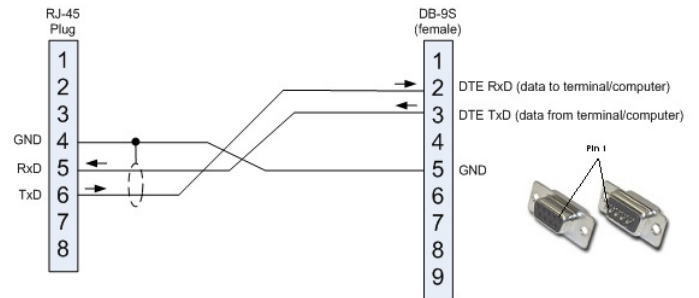 RJ-45
Plug
DB-9S
(female)
1
2
3
4
5
6
7
8
GND
RxD
TxD
1
2
3
4
5
6
7
8
9
DTE RxD (data to terminal/computer)
DTE TxD (data from terminal/computer)
GND
Pin 1